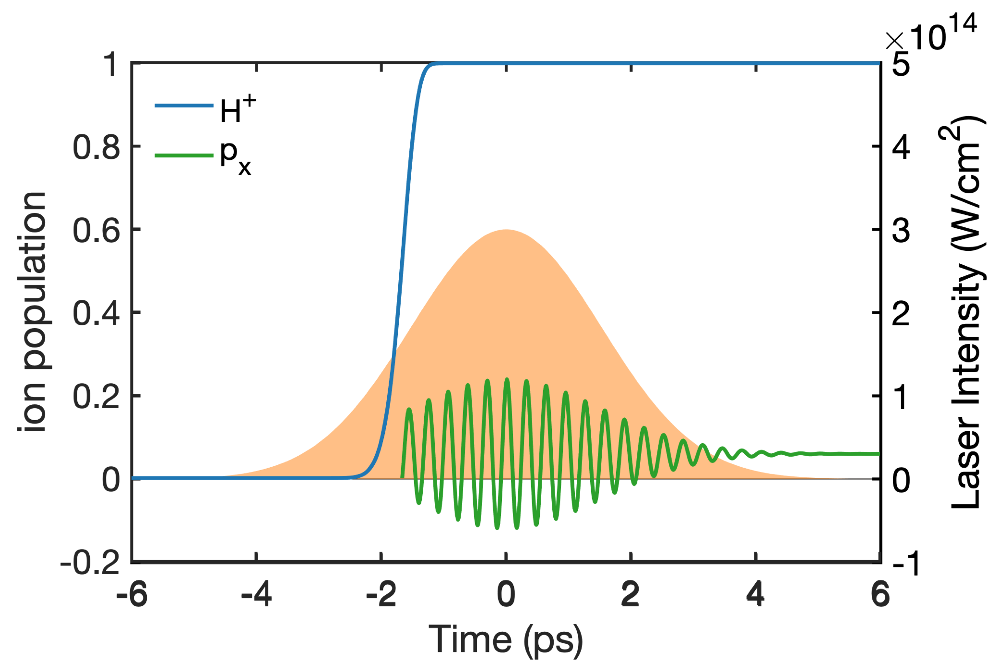 ×10^14
1
0.8
0.6
0.4
0.2
0
-0.2
ion population
H^+
p_x
5
4
3
2
1
0
-1
Laser Intensity (W/cm^2)
-6 -4 -2 0 2 4 6
Time (ps)